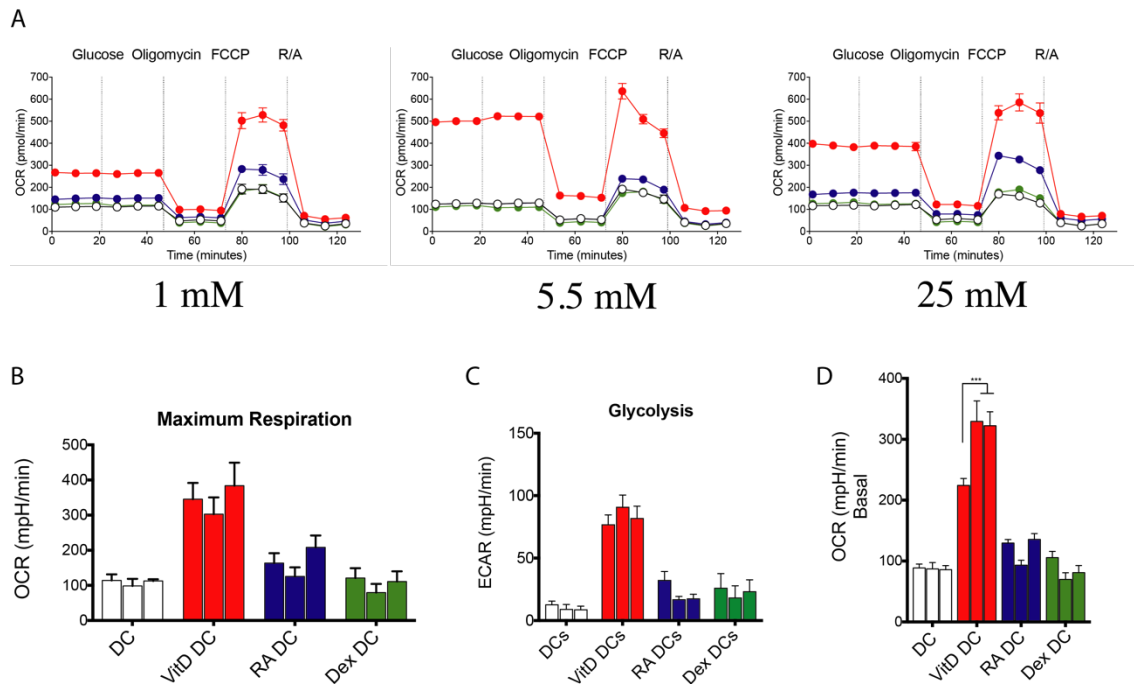 A
Glucose Oligomycin FCCP R/A
700
600
500
400
300
200
100
0
OCR (pmol/min)
0 20 40 60 80 100 120
Time (minutes)
1 mM
Glucose Oligomycin FCCP R/A
700
600
500
400
300
200
100
0
OCR (pmol/min)
0 20 40 60 80 100 120
Time (minutes)
5.5 mM
Glucose Oligomycin FCCP R/A
700
600
500
400
300
200
100
0
OCR (pmol/min)
0 20 40 60 80 100 120
Time (minutes)
25 mM
B
Maximum Respiration
500
400
300
200
100
0
OCR (mpH/min)
DC VitD DC RA DC Dex DC
C
Glycolysis
150
100
50
0
ECAR (mpH/min)
DCs VitD DCs RA DCs Dex DCs
D
400
300
200
100
0
OCR (mpH/min)
Basal
***
DC VitD DC RA DC Dex DC